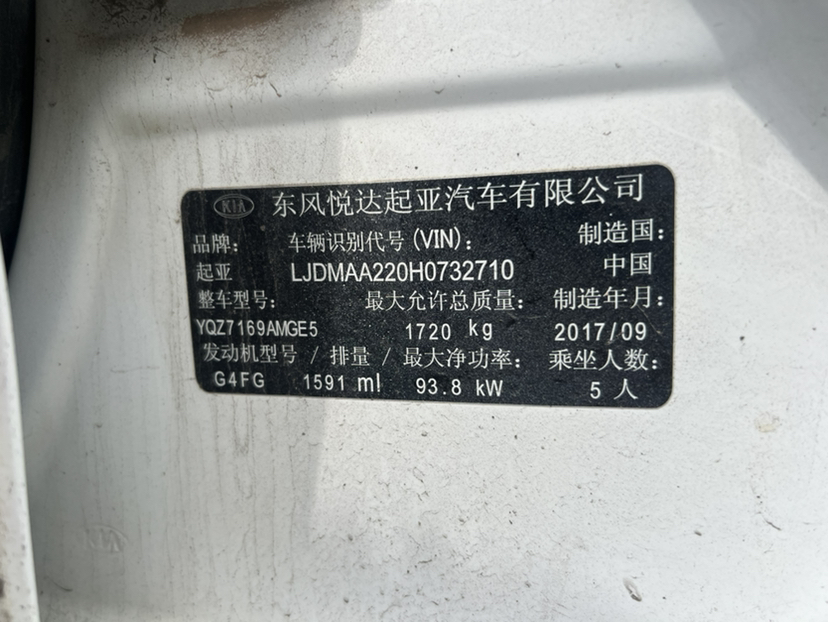 KIA 东风悦达起亚汽车有限公司
品牌： 车辆识别代号(VIN)： 制造国：
起亚 LJDMAA220H0732710 中国
整车型号： 最大允许总质量： 制造年月：
YQZ7169AMGE5 1720 kg 2017/09
发动机型号 / 排量 / 最大净功率： 乘坐人数：
G4FG 1591 ml 93.8 kW 5 人